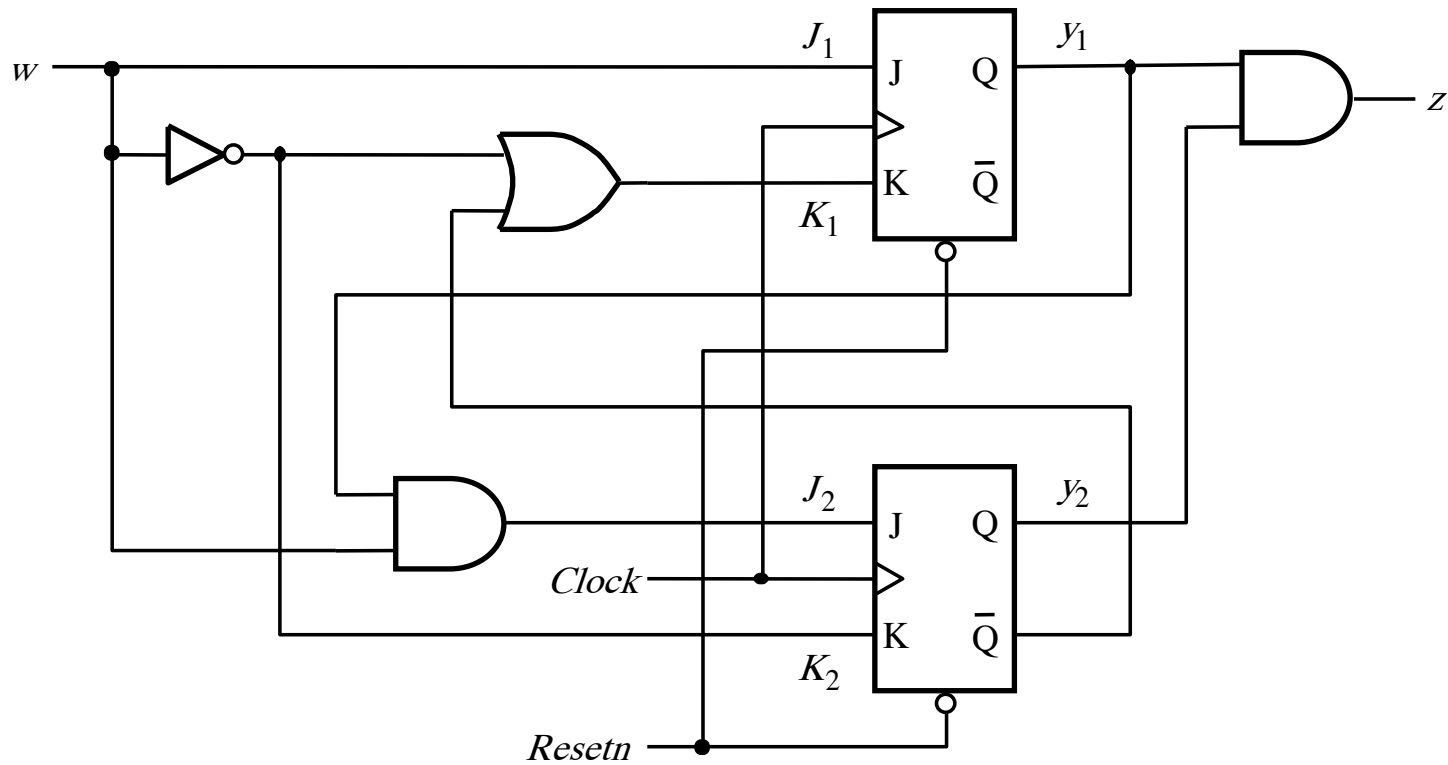 J₁ y₁
w J Q z
K Q̅
K₁
J₂ y₂
J Q
Clock
K Q̅
K₂
Resetn